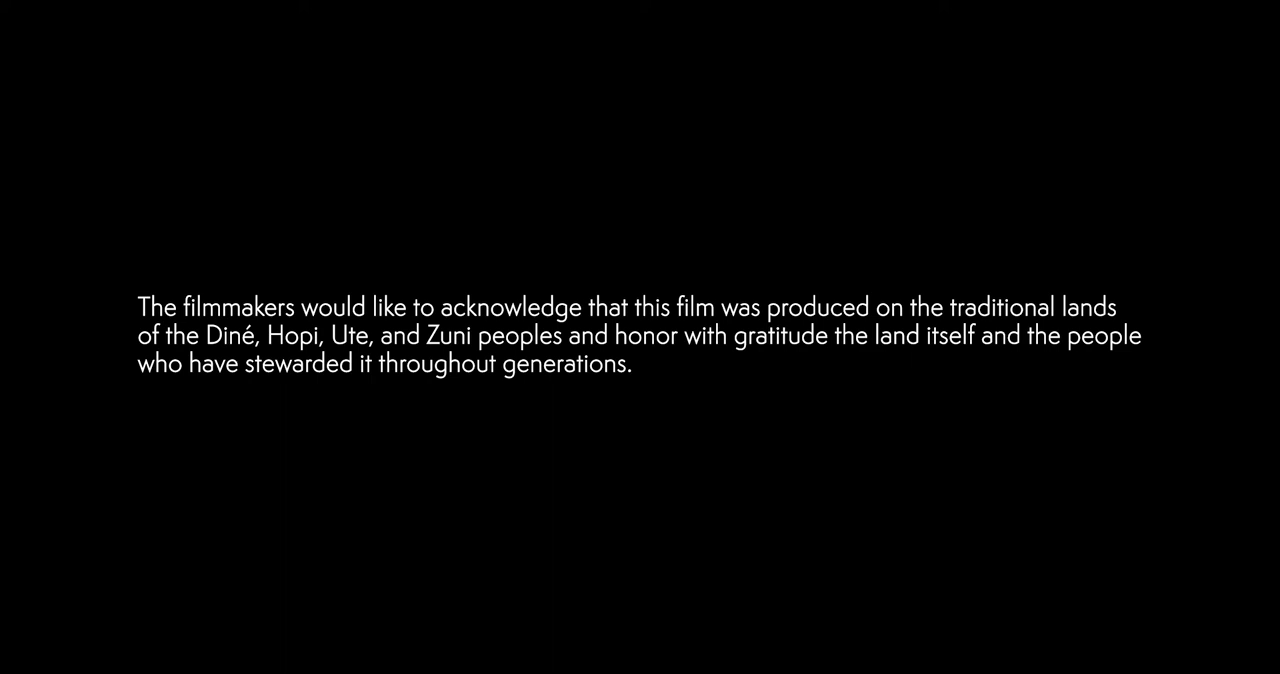 The filmmakers would like to acknowledge that this film was produced on the traditional lands
of the Diné, Hopi, Ute, and Zuni peoples and honor with gratitude the land itself and the people
who have stewarded it throughout generations.